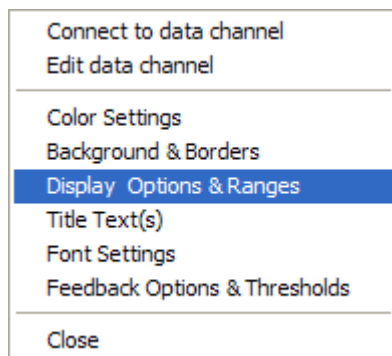 Connect to data channel
Edit data channel
Color Settings
Background & Borders
Display  Options & Ranges
Title Text(s)
Font Settings
Feedback Options & Thresholds
Close